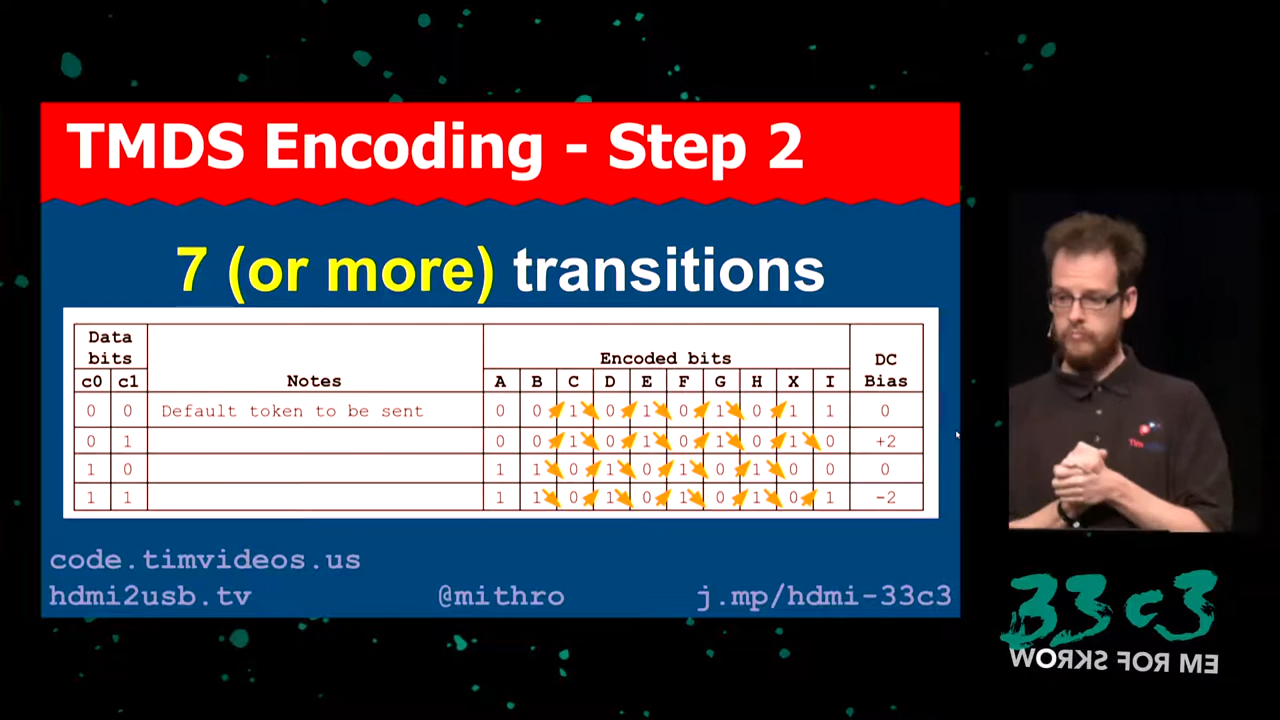 TMDS Encoding - Step 2
7 (or more) transitions
Data bits Notes Encoded bits DC Bias
c0 c1 A B C D E F G H X I
0 0 Default token to be sent 0 0 1 0 1 0 1 0 1 1 0
0 1 0 0 1 0 1 0 1 0 1 0 +2
1 0 1 1 0 1 0 1 0 1 0 0 0
1 1 1 1 0 1 0 1 0 1 0 1 -2
code.timvideos.us
hdmi2usb.tv @mithro j.mp/hdmi-33c3
Tim
33c3
WORKS FOR ME